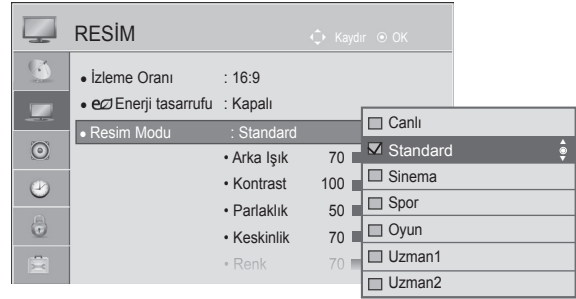 RESİM
Kaydır OK
• İzleme Oranı : 16:9
• Enerji tasarrufu : Kapalı
• Resim Modu : Standard
• Arka Işık 70
• Kontrast 100
• Parlaklık 50
• Keskinlik 70
• Renk 70
Canlı
Standard
Sinema
Spor
Oyun
Uzman1
Uzman2